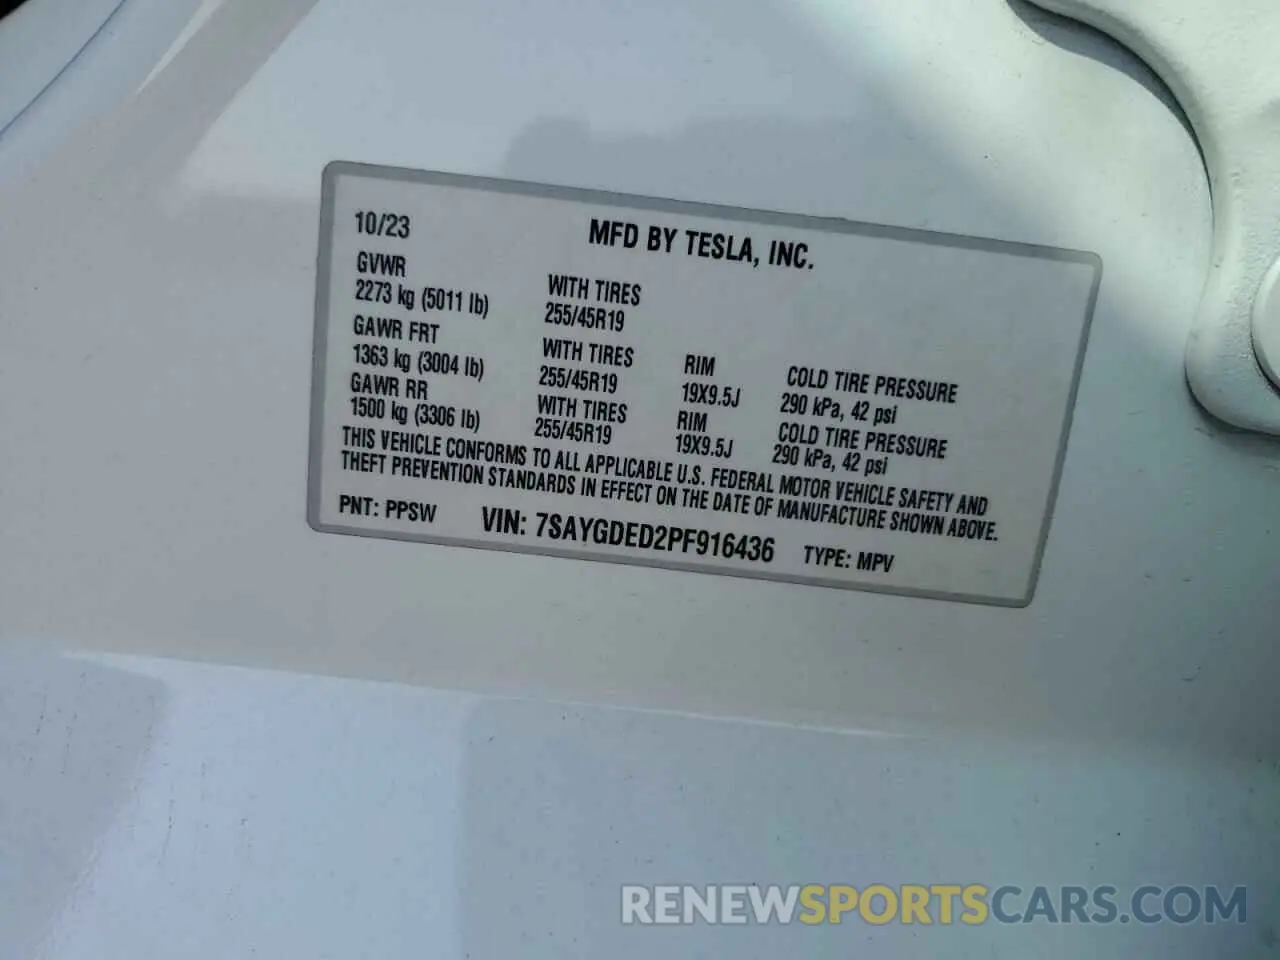 10/23 MFD BY TESLA, INC.
GVWR
2273 kg (5011 lb) WITH TIRES
255/45R19
GAWR FRT
1363 kg (3004 lb) WITH TIRES RIM COLD TIRE PRESSURE
255/45R19 19X9.5J 290 kPa, 42 psi
GAWR RR
1500 kg (3306 lb) WITH TIRES RIM COLD TIRE PRESSURE
255/45R19 19X9.5J 290 kPa, 42 psi
THIS VEHICLE CONFORMS TO ALL APPLICABLE U.S. FEDERAL MOTOR VEHICLE SAFETY AND
THEFT PREVENTION STANDARDS IN EFFECT ON THE DATE OF MANUFACTURE SHOWN ABOVE.
PNT: PPSW VIN: 7SAYGDED2PF916436 TYPE: MPV
RENEWSPORTSCARS.COM